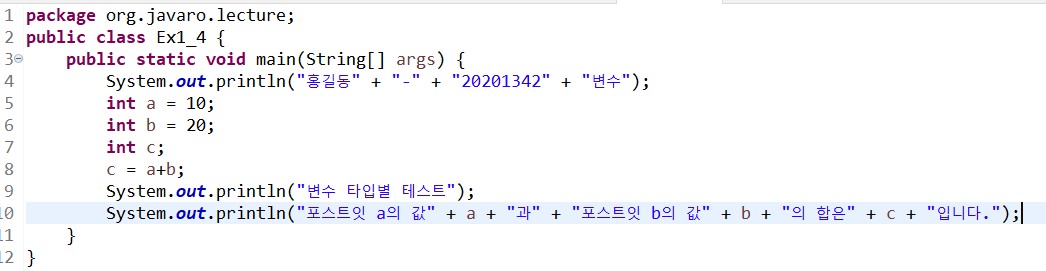 1 package org.javaro.lecture;
2 public class Ex1_4 {
3 public static void main(String[] args) {
4 System.out.println("홍길동" + "-" + "20201342" + "변수");
5 int a = 10;
6 int b = 20;
7 int c;
8 c = a+b;
9 System.out.println("변수 타입별 테스트");
10 System.out.println("포스트잇 a의 값" + a + "과" + "포스트잇 b의 값" + b + "의 합은" + c + "입니다.");
11 }
12 }